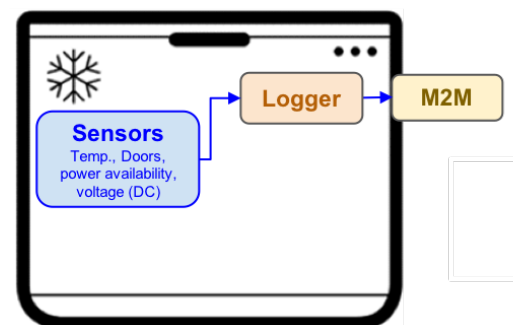 Sensors
Temp., Doors,
power availability,
voltage (DC)
Logger
M2M